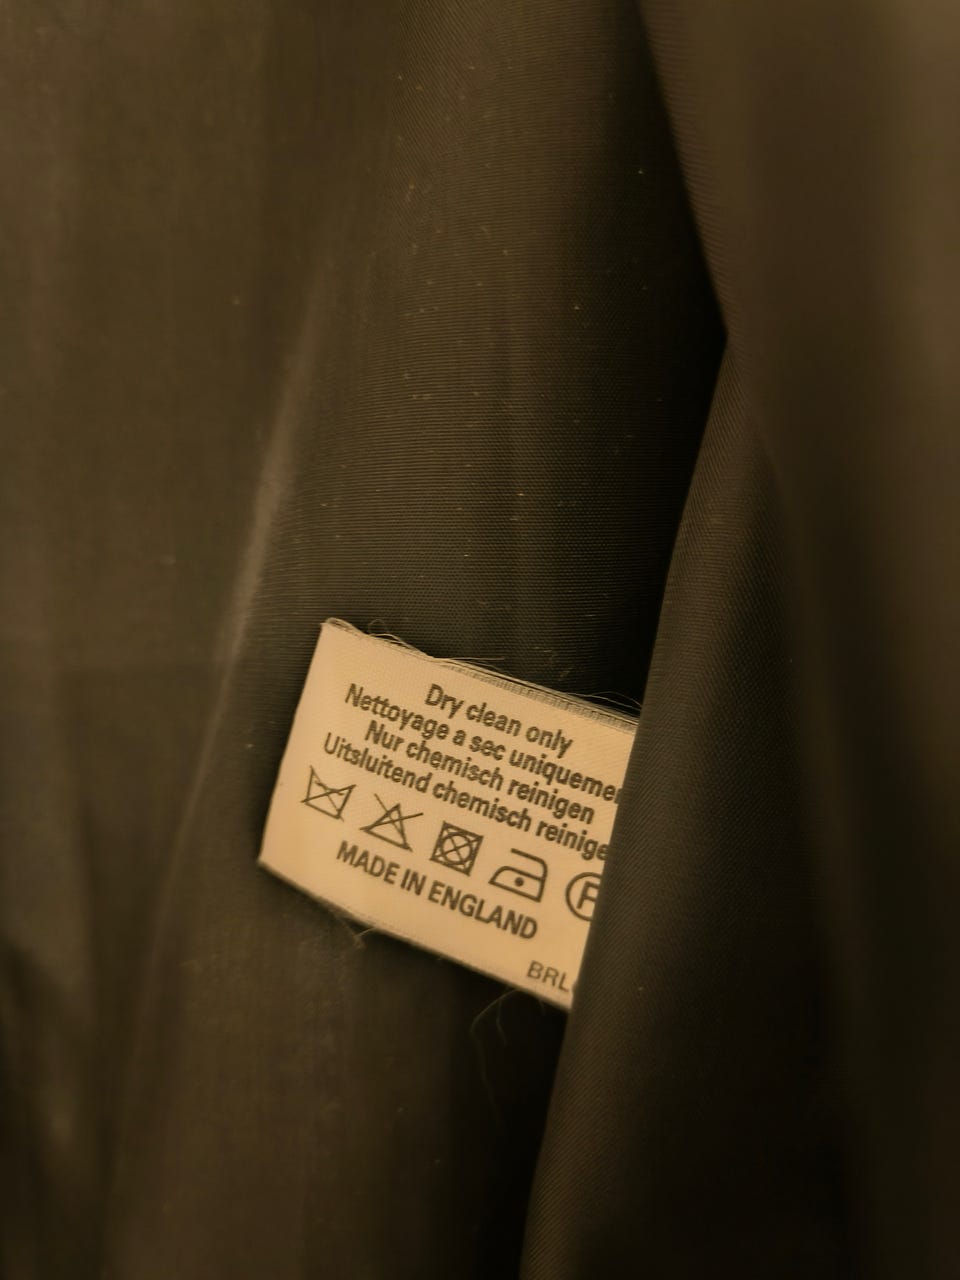 Dry clean only
Nettoyage a sec uniquemen
Nur chemisch reinigen
Uitsluitend chemisch reinige
P
MADE IN ENGLAND
BRL